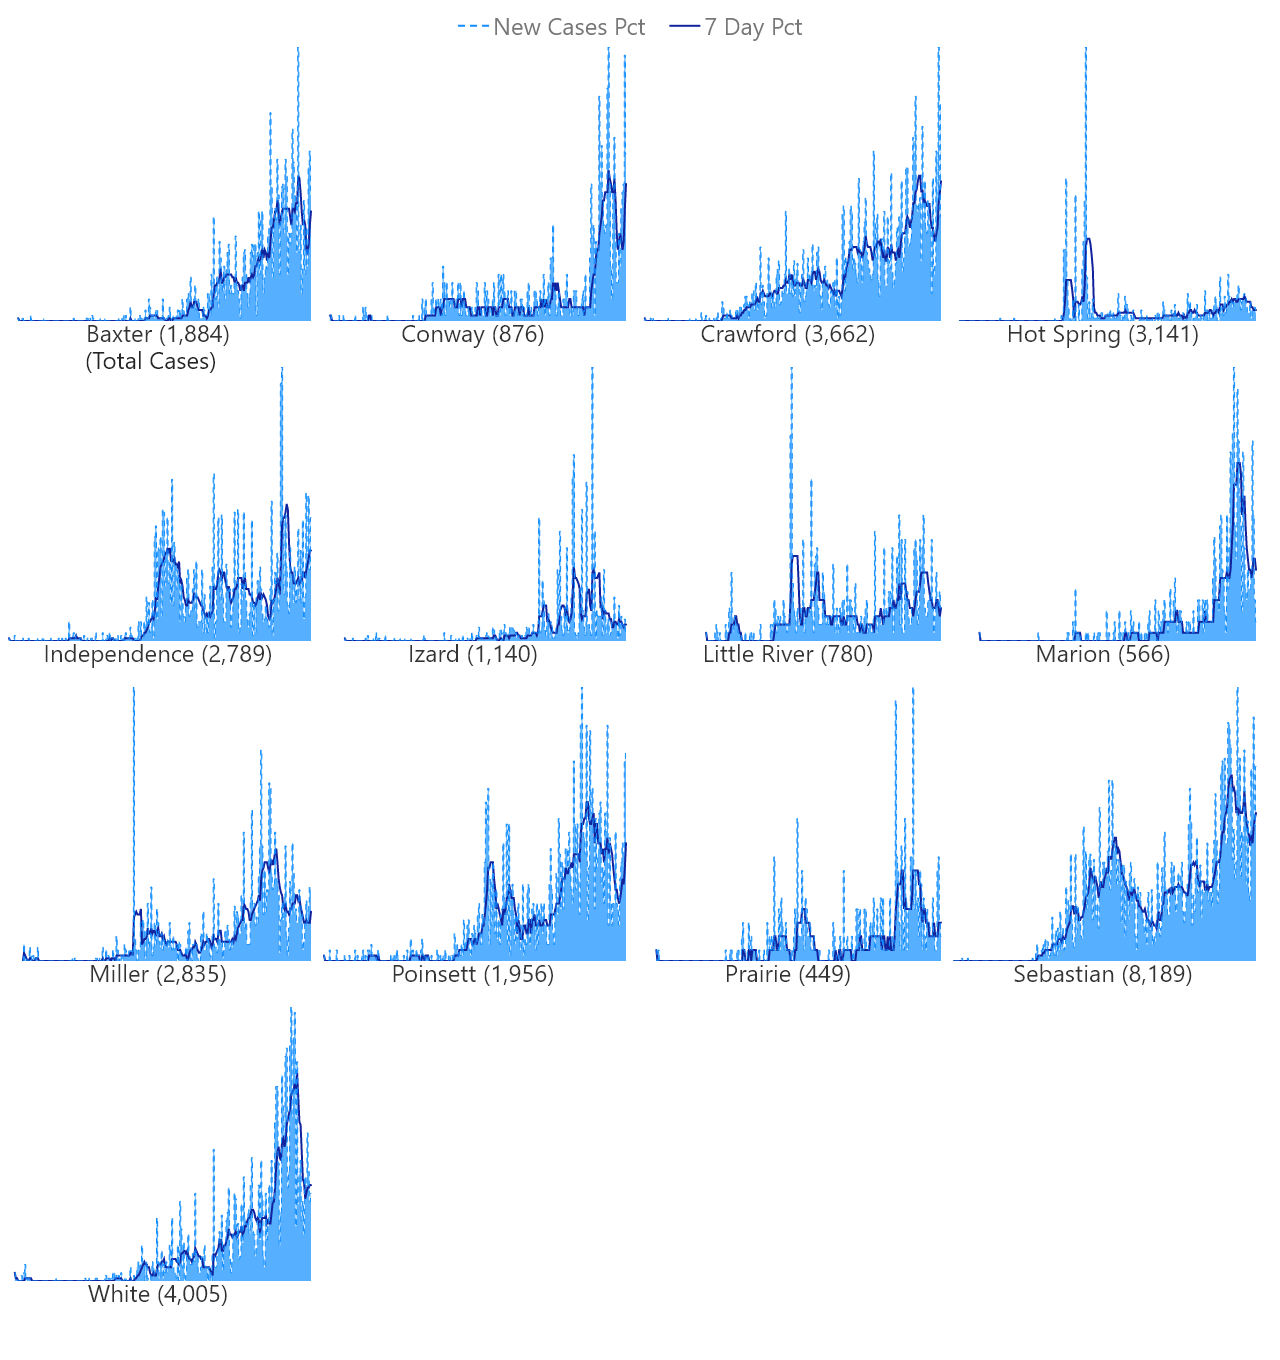 New Cases Pct 7 Day Pct
Baxter (1,884) Conway (876) Crawford (3,662) Hot Spring (3,141)
(Total Cases)
Independence (2,789) Izard (1,140) Little River (780) Marion (566)
Miller (2,835) Poinsett (1,956) Prairie (449) Sebastian (8,189)
White (4,005)